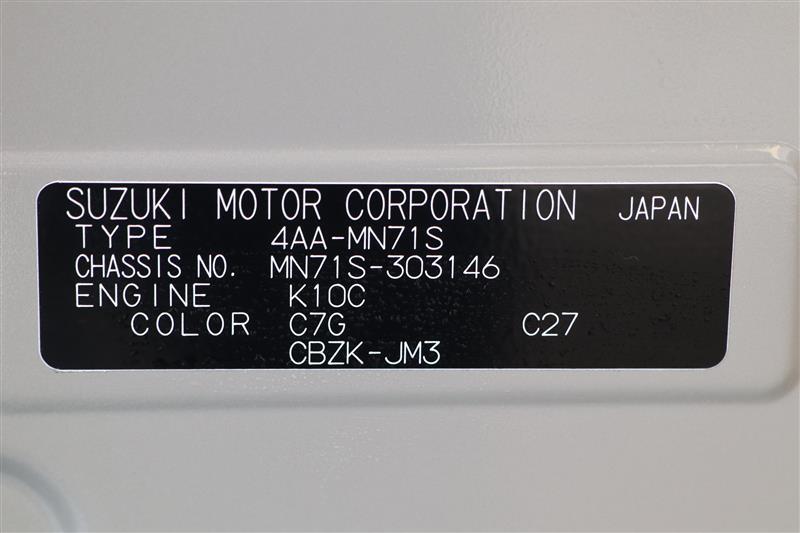 SUZUKI MOTOR CORPORATION JAPAN
TYPE 4AA-MN71S
CHASSIS NO. MN71S-303146
ENGINE K10C
COLOR C7G C27
CBZK-JM3